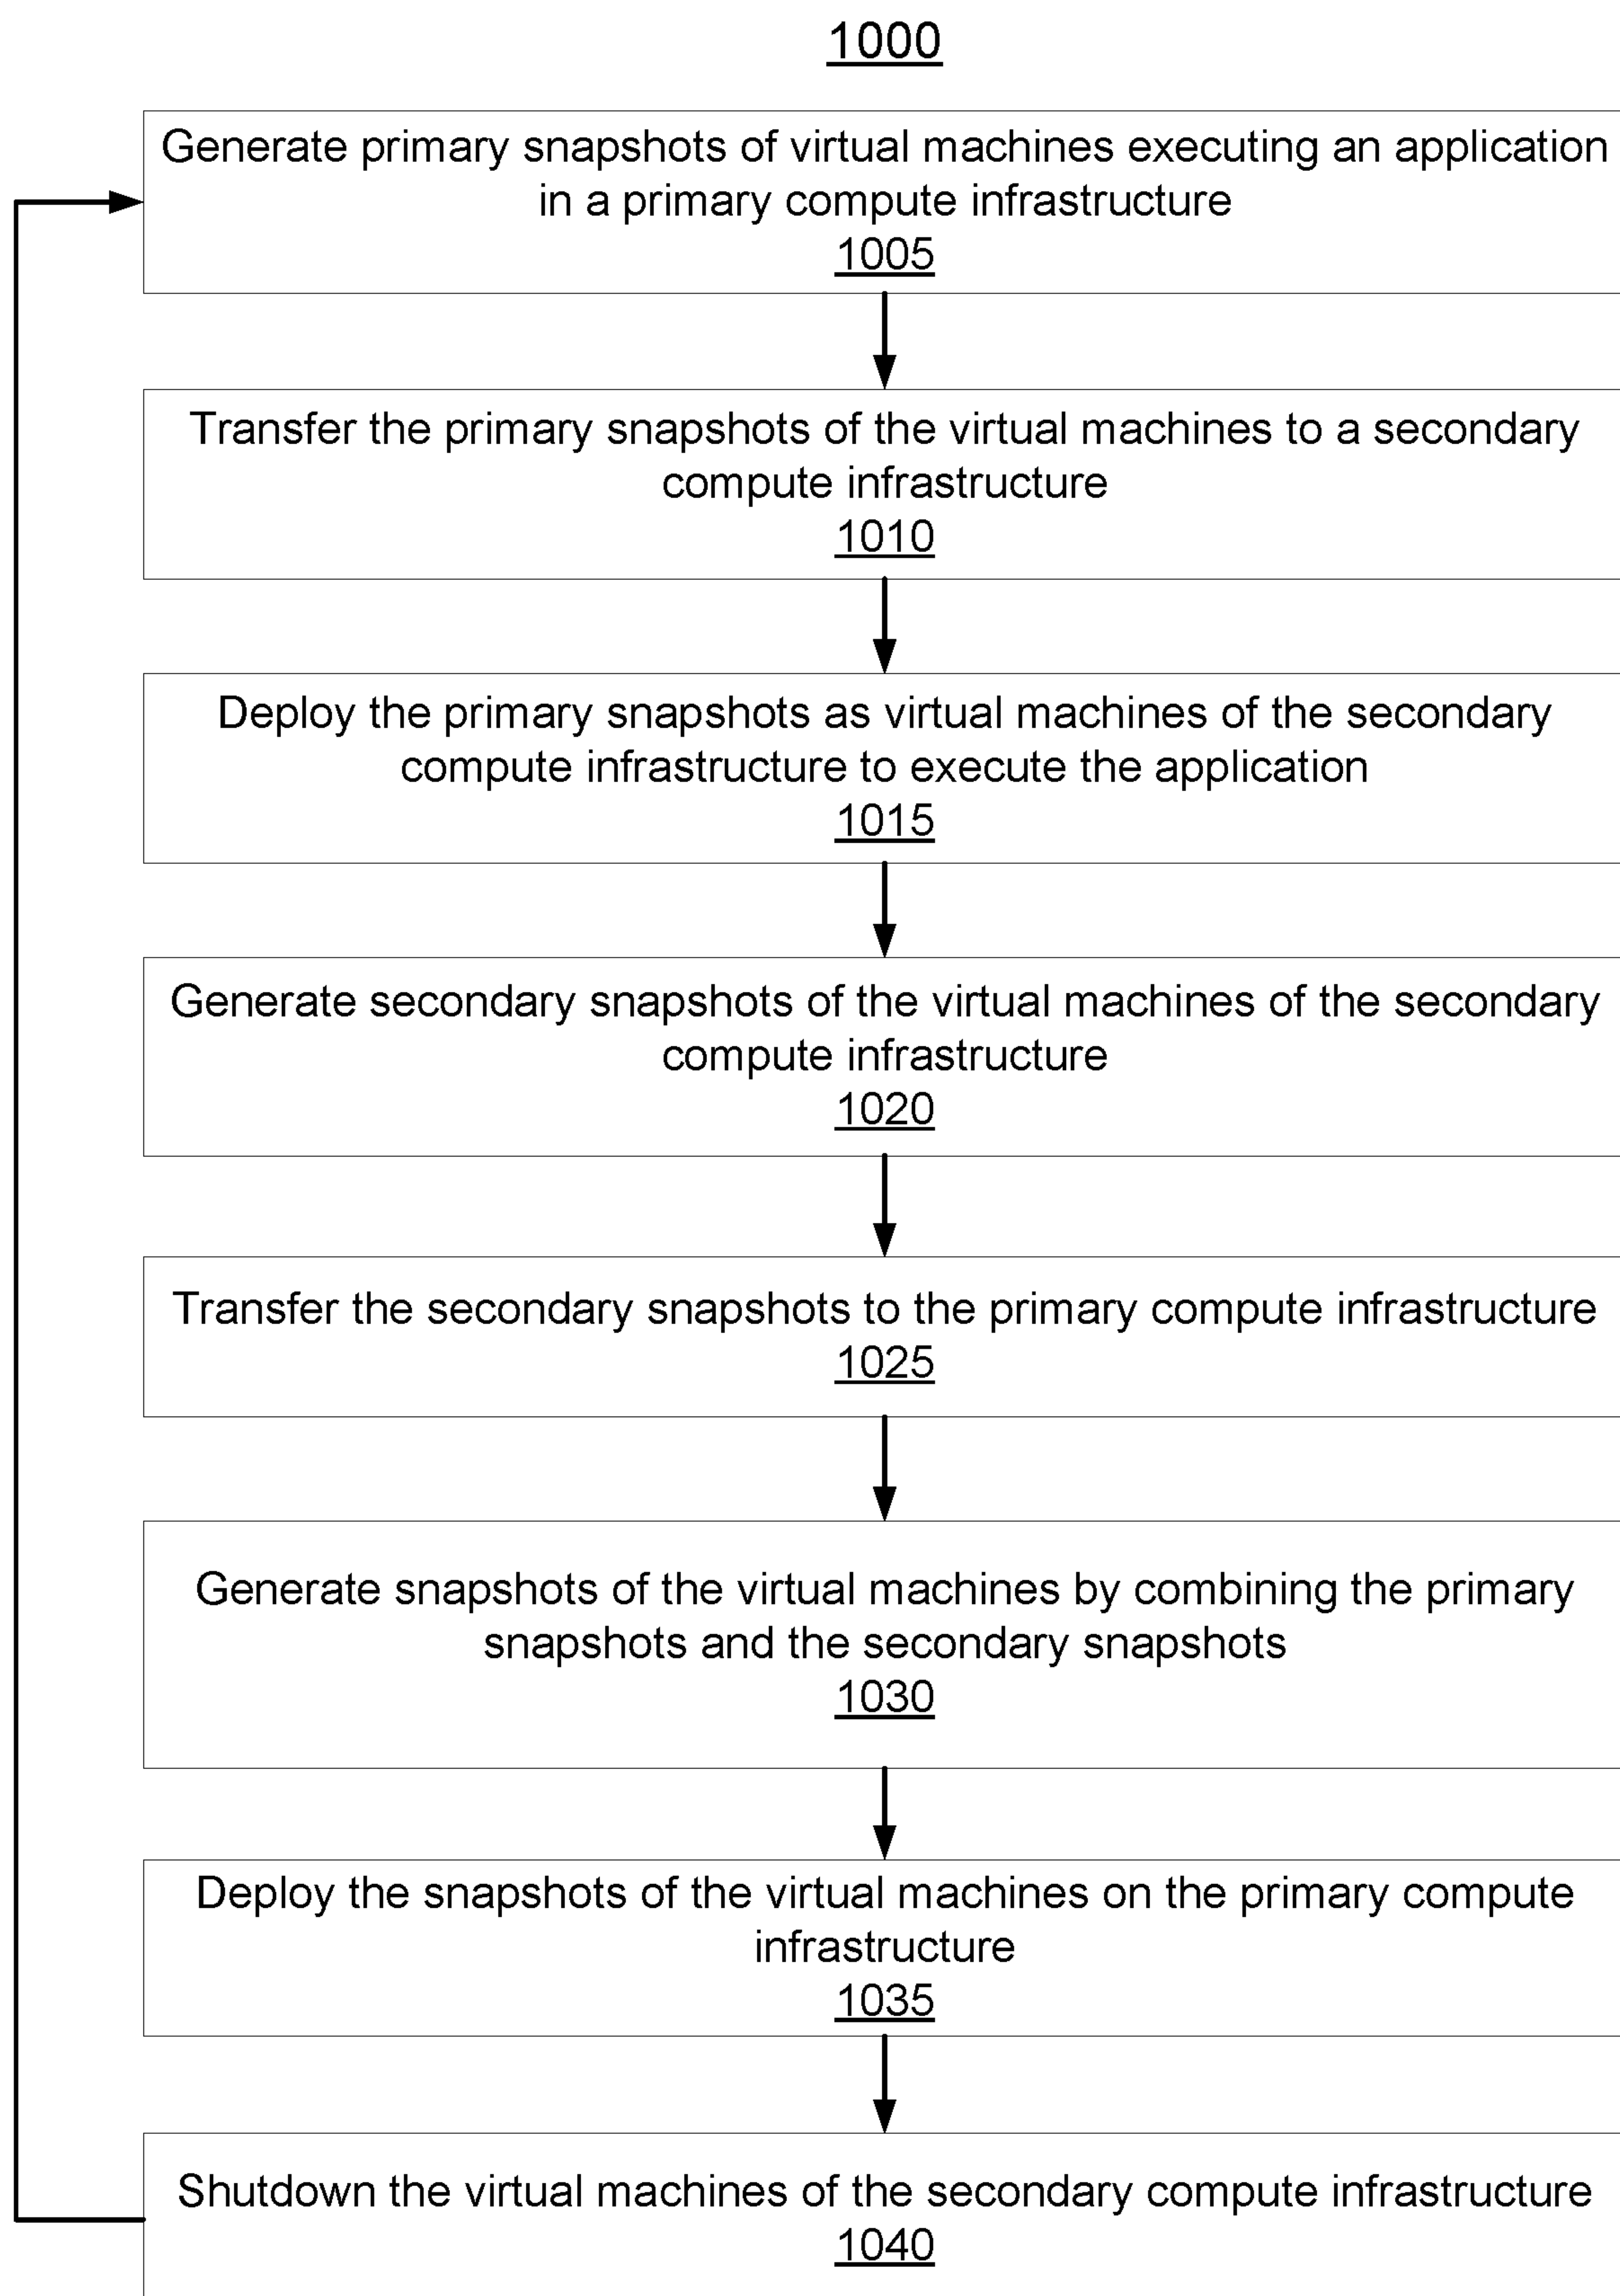 1000
Generate primary snapshots of virtual machines executing an application
in a primary compute infrastructure
1005
Transfer the primary snapshots of the virtual machines to a secondary
compute infrastructure
1010
Deploy the primary snapshots as virtual machines of the secondary
compute infrastructure to execute the application
1015
Generate secondary snapshots of the virtual machines of the secondary
compute infrastructure
1020
Transfer the secondary snapshots to the primary compute infrastructure
1025
Generate snapshots of the virtual machines by combining the primary
snapshots and the secondary snapshots
1030
Deploy the snapshots of the virtual machines on the primary compute
infrastructure
1035
Shutdown the virtual machines of the secondary compute infrastructure
1040